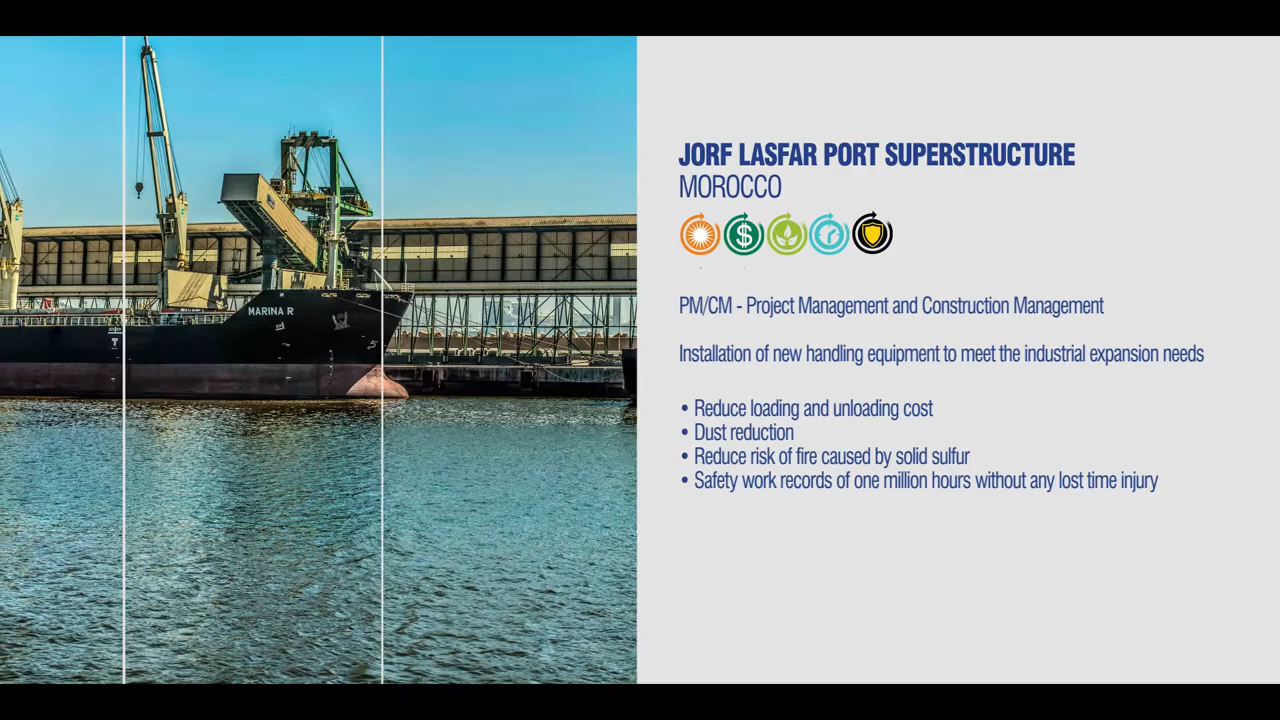 MARINA R
JORF LASFAR PORT SUPERSTRUCTURE
MOROCCO
$
PM/CM - Project Management and Construction Management
Installation of new handling equipment to meet the industrial expansion needs
• Reduce loading and unloading cost
• Dust reduction
• Reduce risk of fire caused by solid sulfur
• Safety work records of one million hours without any lost time injury